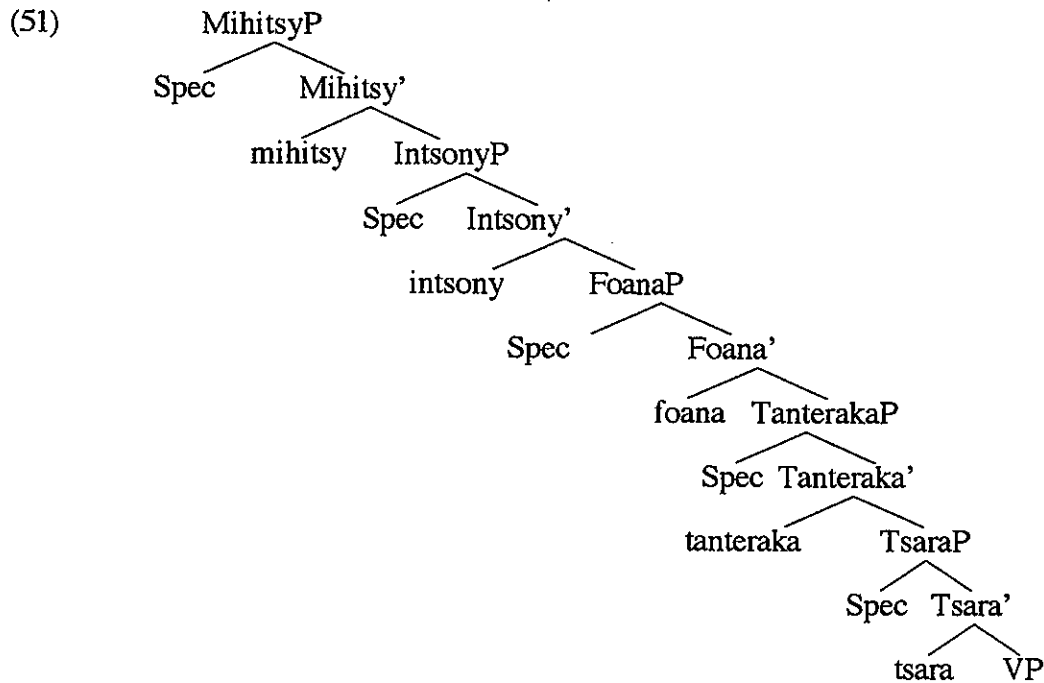 (51) MihitsyP
Spec Mihitsy’
mihitsy IntsonyP
Spec Intsony’
intsony FoanaP
Spec Foana’
foana TanterakaP
Spec Tanteraka’
tanteraka TsaraP
Spec Tsara’
tsara VP